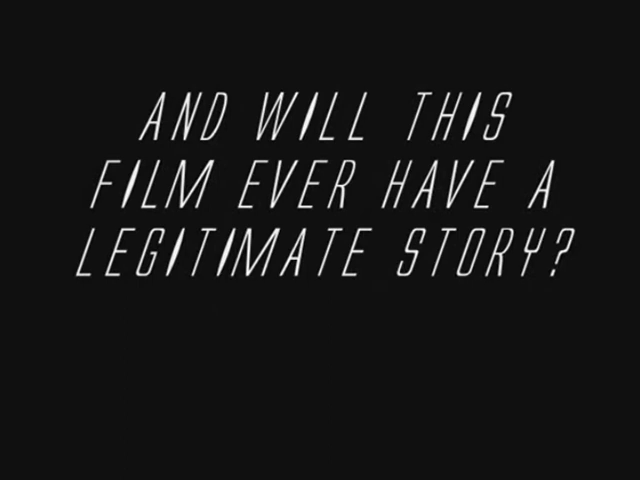 AND WILL THIS
FILM EVER HAVE A
LEGITIMATE STORY?